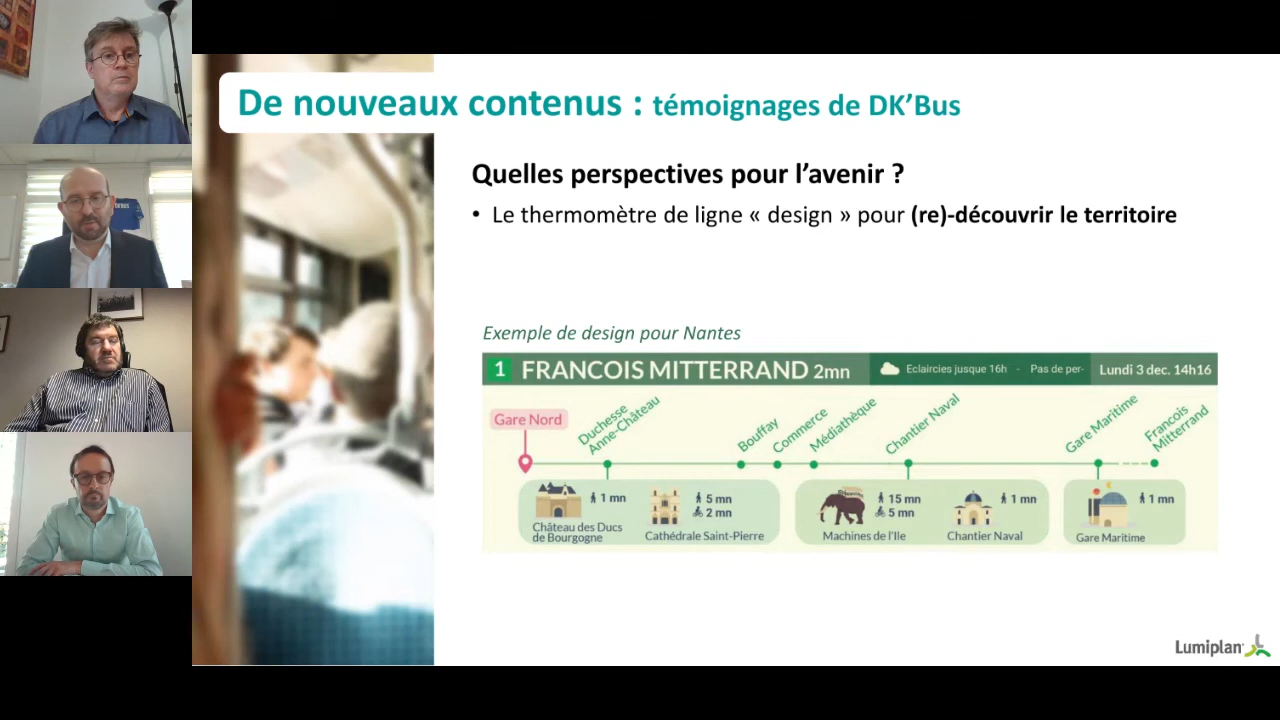 De nouveaux contenus : témoignages de DK’Bus
Quelles perspectives pour l’avenir ?
• Le thermomètre de ligne « design » pour (re)-découvrir le territoire
Exemple de design pour Nantes
1 FRANCOIS MITTERRAND 2mn
Eclaircies jusque 16h - Pas de per-
Lundi 3 dec. 14h16
Gare Nord
Duchesse
Anne-Château
Bouffay
Commerce
Médiathèque
Chantier Naval
Gare Maritime
Francois
Mitterrand
1 mn
Château des Ducs
de Bourgogne
5 mn
2 mn
Cathédrale Saint-Pierre
15 mn
5 mn
Machines de l'Ile
1 mn
Chantier Naval
1 mn
Gare Maritime
Lumiplan